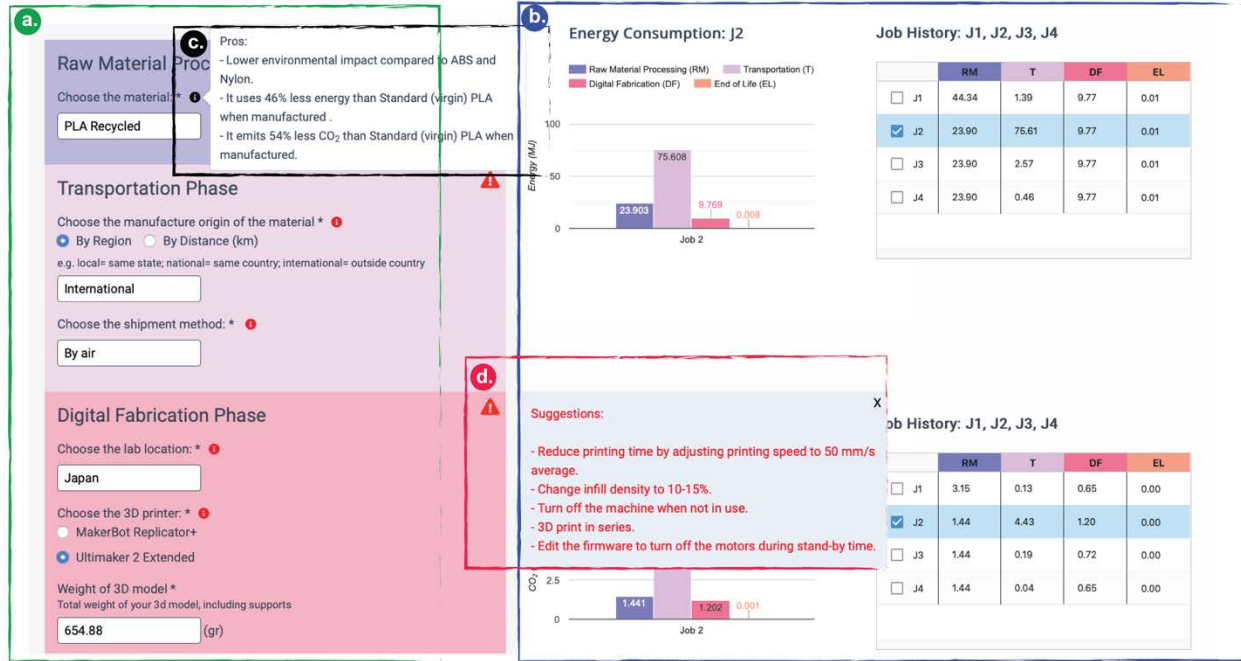 a.
Raw Material Proc
Choose the material: *
PLA Recycled
c.
Pros:
- Lower environmental impact compared to ABS and
Nylon.
- It uses 46% less energy than Standard (virgin) PLA
when manufactured .
- It emits 54% less CO₂ than Standard (virgin) PLA when
manufactured.
Transportation Phase
Choose the manufacture origin of the material *
By Region By Distance (km)
e.g. local= same state; national= same country; international= outside country
International
Choose the shipment method: *
By air
Digital Fabrication Phase
Choose the lab location: *
Japan
Choose the 3D printer: *
MakerBot Replicator+
Ultimaker 2 Extended
Weight of 3D model *
Total weight of your 3d model, including supports
654.88 (gr)
b.
Energy Consumption: J2
Raw Material Processing (RM) Transportation (T)
Digital Fabrication (DF) End of Life (EL)
Energy (MJ)
100
50
0
23.903
75.608
9.769
0.008
Job 2
Job History: J1, J2, J3, J4
RM T DF EL
J1 44.34 1.39 9.77 0.01
J2 23.90 75.61 9.77 0.01
J3 23.90 2.57 9.77 0.01
J4 23.90 0.46 9.77 0.01
d.
X
Suggestions:
- Reduce printing time by adjusting printing speed to 50 mm/s
average.
- Change infill density to 10-15%.
- Turn off the machine when not in use.
- 3D print in series.
- Edit the firmware to turn off the motors during stand-by time.
CO₂
2.5
0
1.441
1.202
0.001
Job 2
ob History: J1, J2, J3, J4
RM T DF EL
J1 3.15 0.13 0.65 0.00
J2 1.44 4.43 1.20 0.00
J3 1.44 0.19 0.72 0.00
J4 1.44 0.04 0.65 0.00